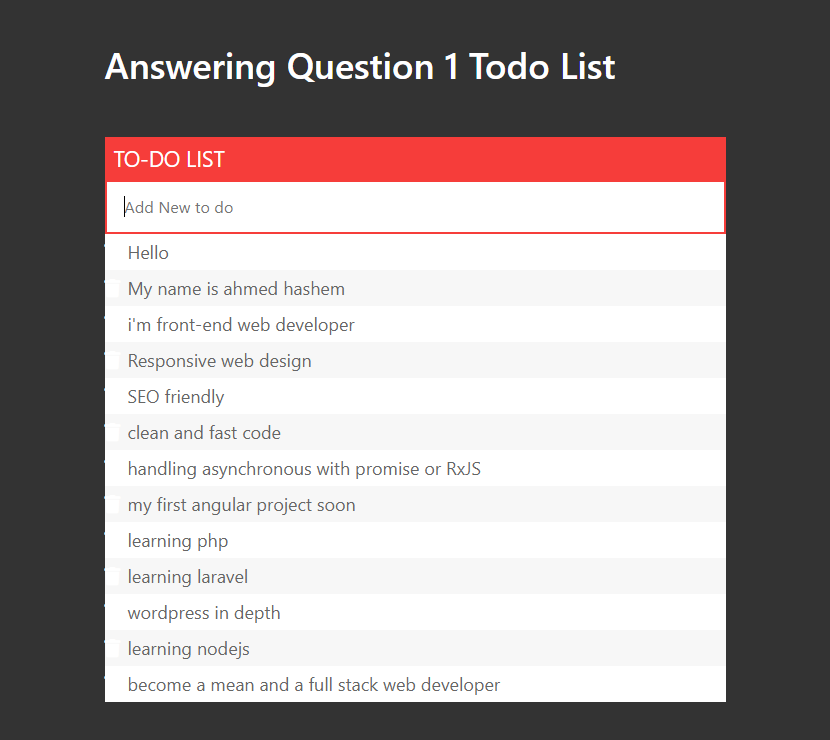 Answering Question 1 Todo List
TO-DO LIST
Add New to do
Hello
My name is ahmed hashem
i'm front-end web developer
Responsive web design
SEO friendly
clean and fast code
handling asynchronous with promise or RxJS
my first angular project soon
learning php
learning laravel
wordpress in depth
learning nodejs
become a mean and a full stack web developer